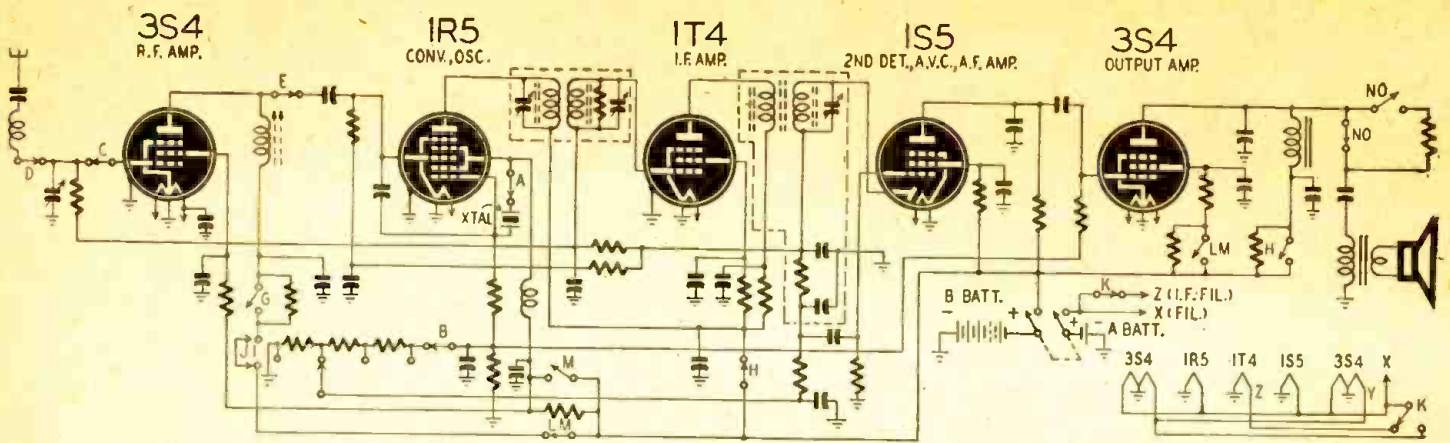 3S4
R.F. AMP.
1R5
CONV., OSC.
1T4
I.F. AMP.
1S5
2ND DET., A.V.C., A.F. AMP.
3S4
OUTPUT AMP.
NO
NO
E
C
D
A
XTAL
LM
H
G
K
Z (I.F. FIL.)
X (FIL.)
B BATT.
-
+
+
-
A BATT.
J
B
M
H
LM
3S4
1R5
1T4
1S5
3S4
X
Z
Y
K